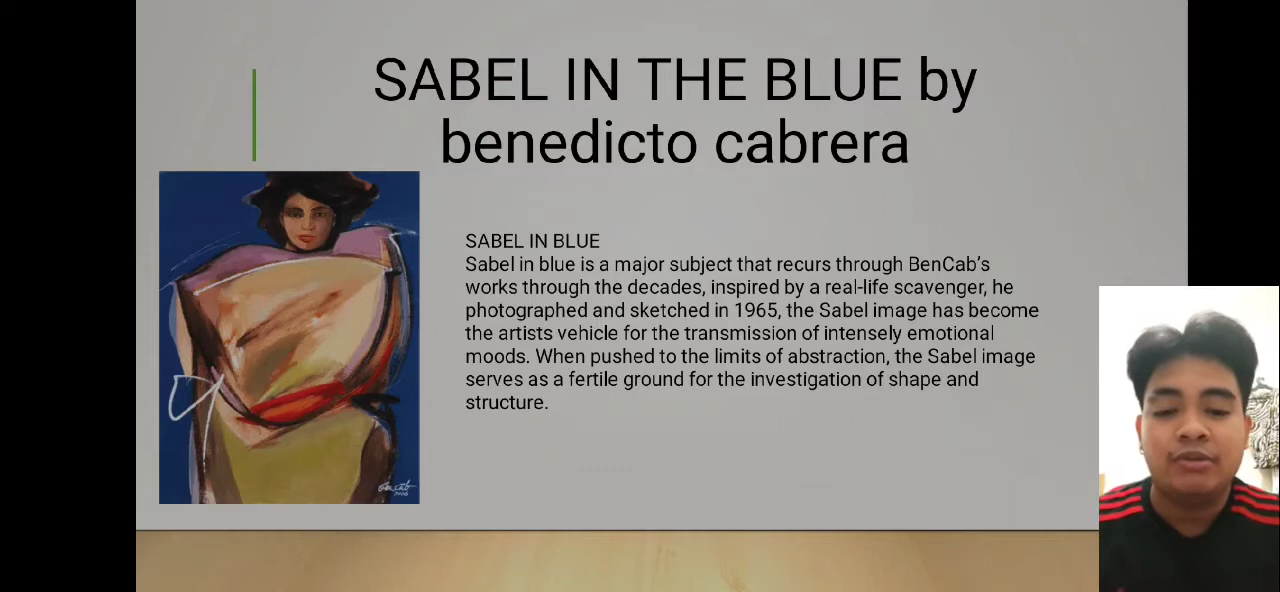 SABEL IN THE BLUE by
benedicto cabrera
SABEL IN BLUE
Sabel in blue is a major subject that recurs through BenCab's
works through the decades, inspired by a real-life scavenger, he
photographed and sketched in 1965, the Sabel image has become
the artists vehicle for the transmission of intensely emotional
moods. When pushed to the limits of abstraction, the Sabel image
serves as a fertile ground for the investigation of shape and
structure.